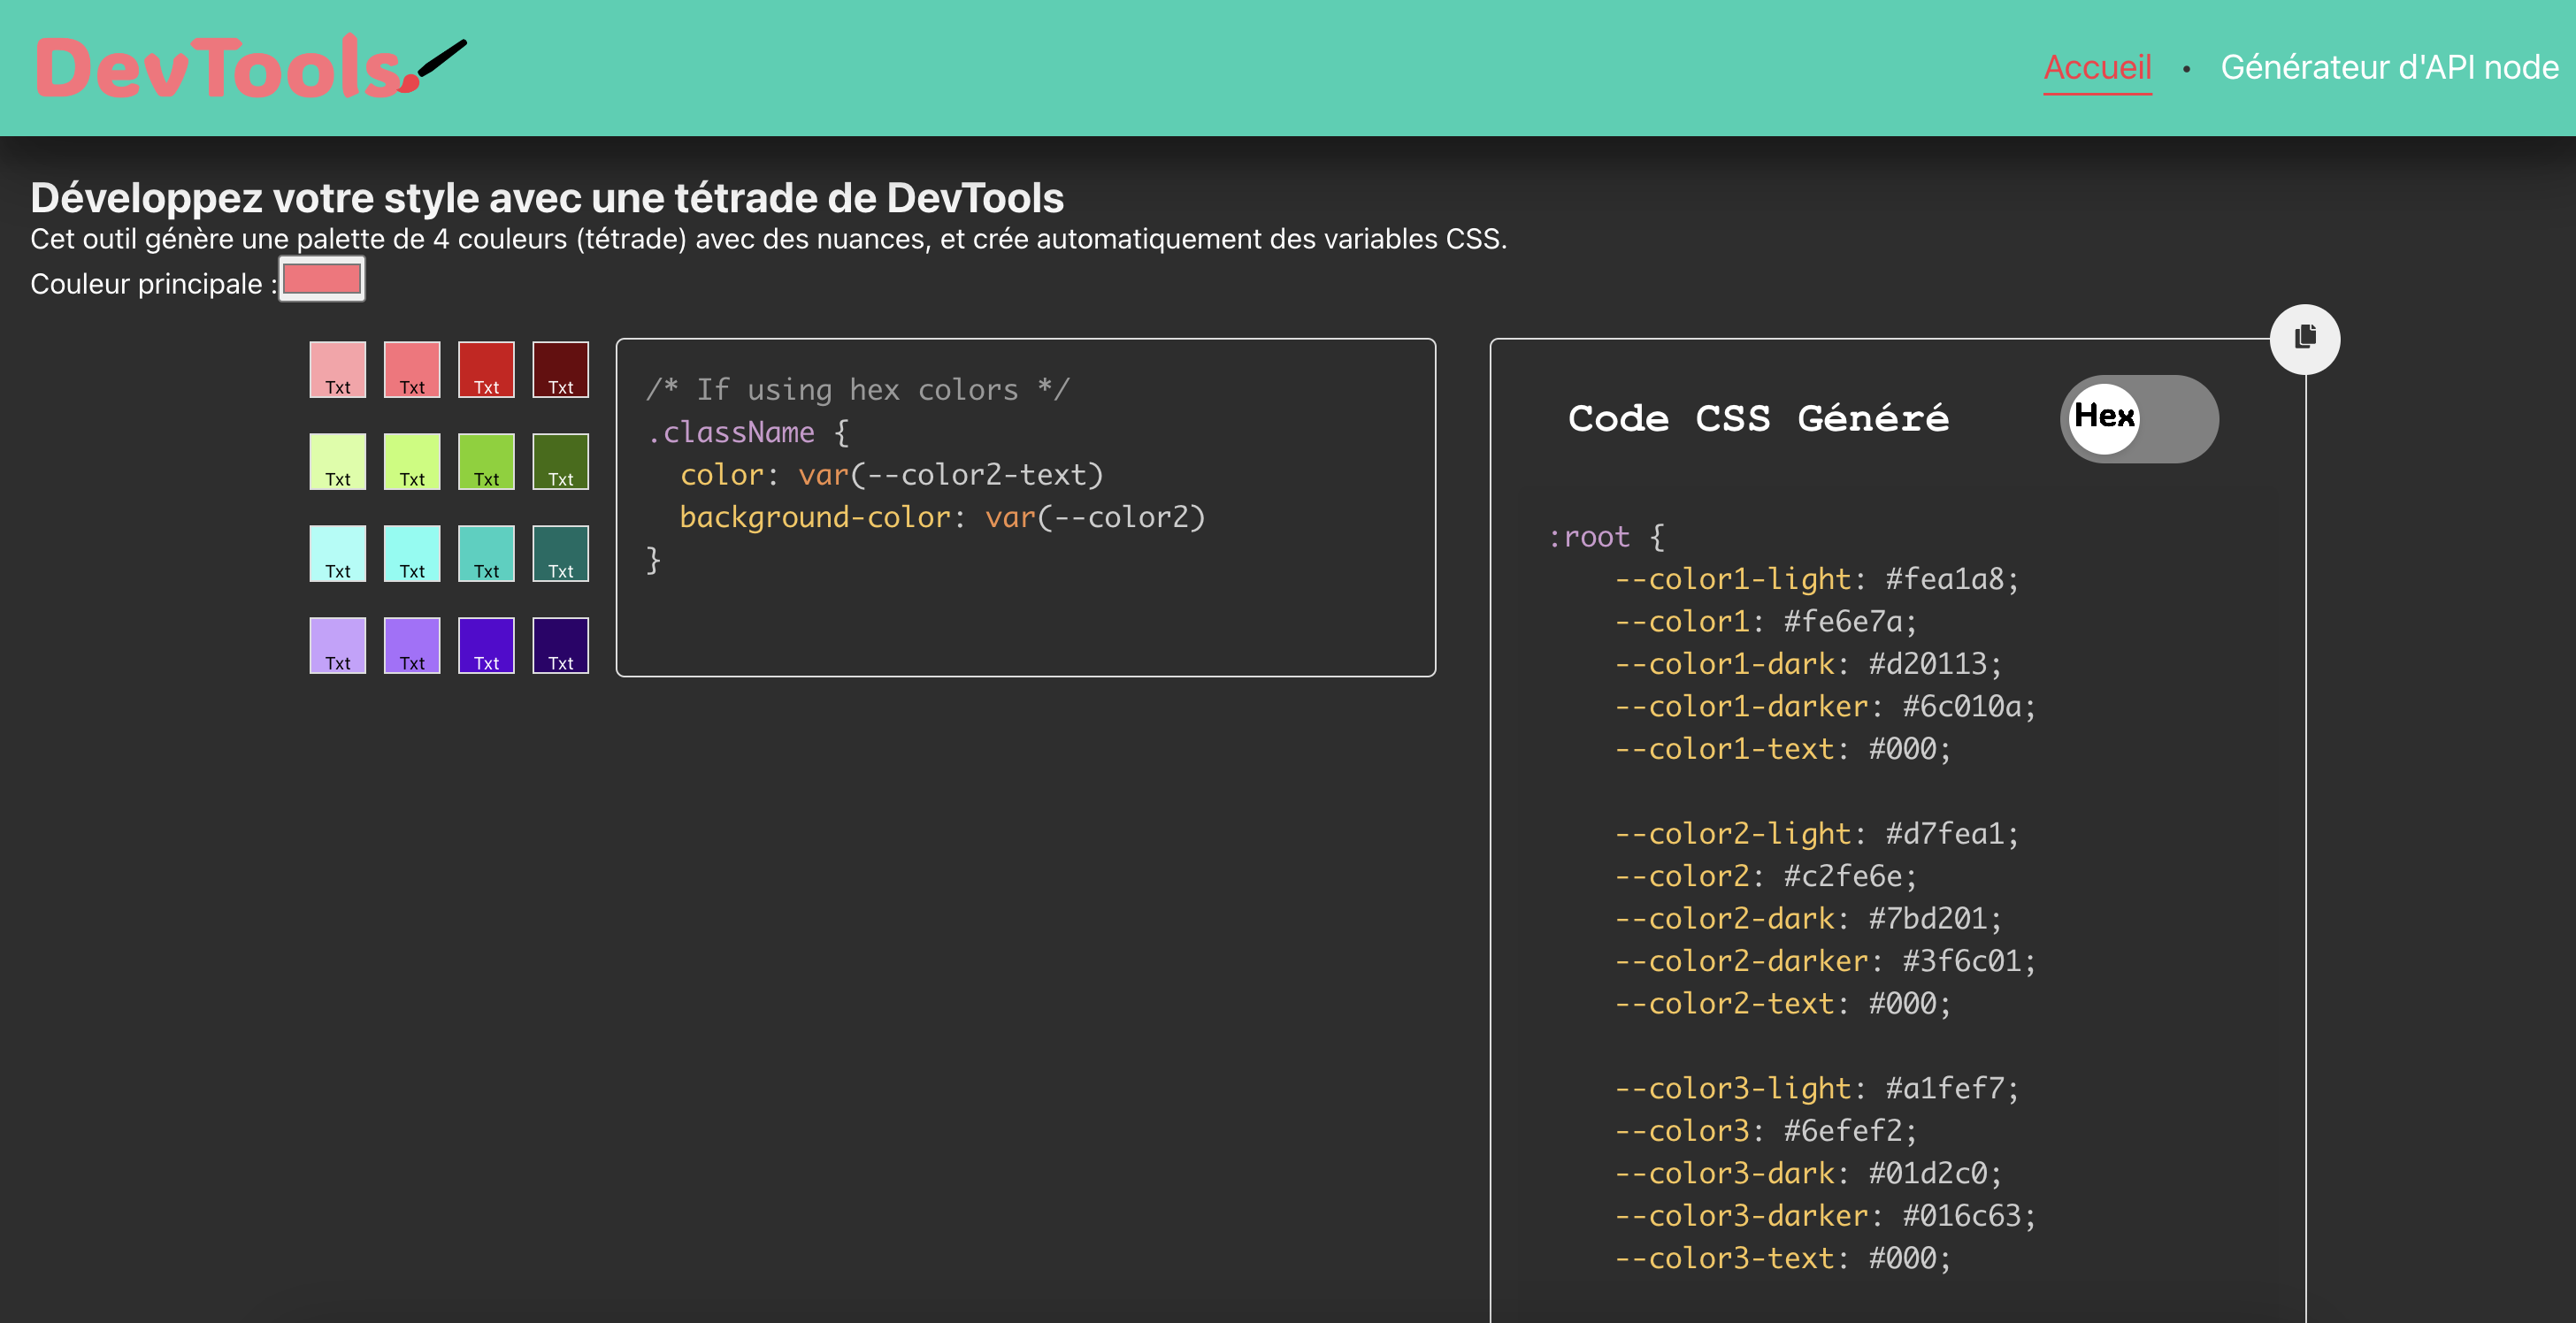 DevTools
Accueil • Générateur d'API node
Développez votre style avec une tétrade de DevTools
Cet outil génère une palette de 4 couleurs (tétrade) avec des nuances, et crée automatiquement des variables CSS.
Couleur principale :
Txt Txt Txt Txt
Txt Txt Txt Txt
Txt Txt Txt Txt
Txt Txt Txt Txt
/* If using hex colors */
.className {
  color: var(--color2-text)
  background-color: var(--color2)
}
Code CSS Généré
Hex
:root {
    --color1-light: #fea1a8;
    --color1: #fe6e7a;
    --color1-dark: #d20113;
    --color1-darker: #6c010a;
    --color1-text: #000;
    --color2-light: #d7fea1;
    --color2: #c2fe6e;
    --color2-dark: #7bd201;
    --color2-darker: #3f6c01;
    --color2-text: #000;
    --color3-light: #a1fef7;
    --color3: #6efef2;
    --color3-dark: #01d2c0;
    --color3-darker: #016c63;
    --color3-text: #000;